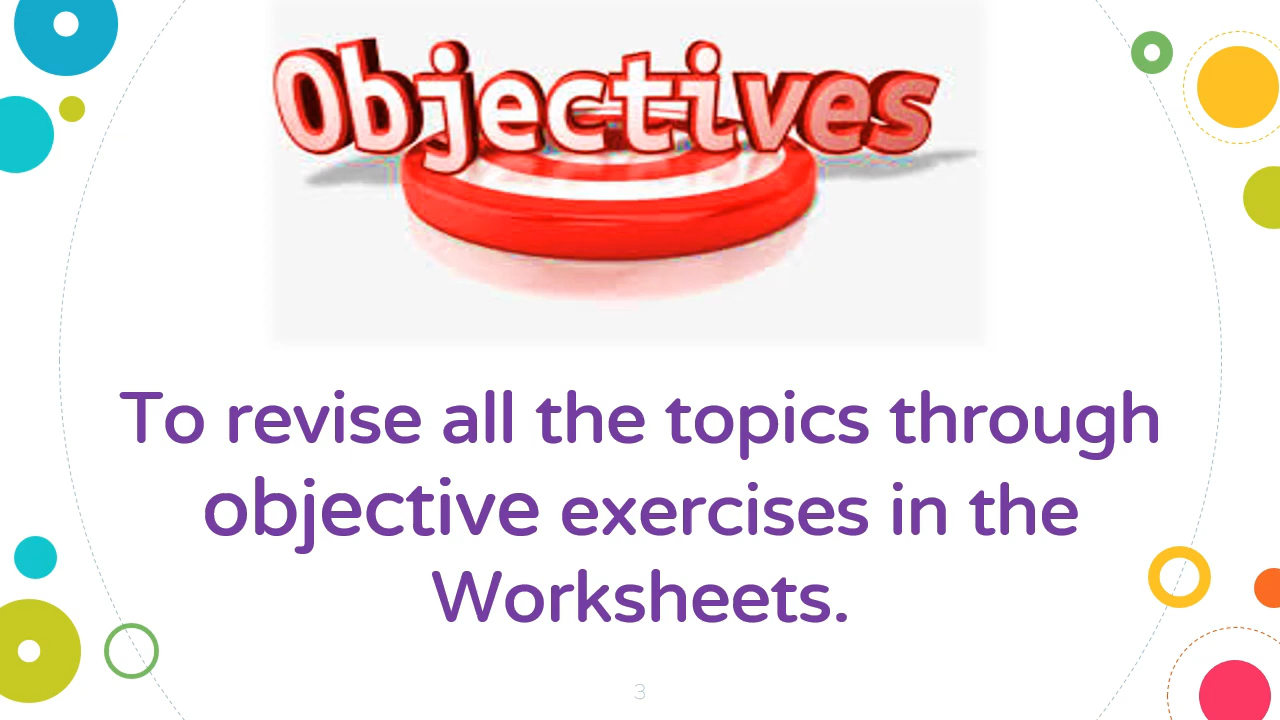 Objectives
To revise all the topics through
objective exercises in the
Worksheets.
3